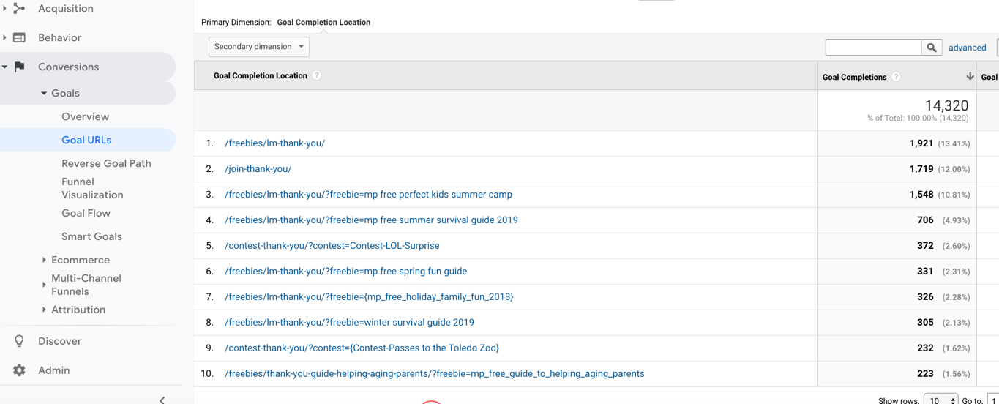 Acquisition
Behavior
Conversions
Goals
Overview
Goal URLs
Reverse Goal Path
Funnel
Visualization
Goal Flow
Smart Goals
Ecommerce
Multi-Channel
Funnels
Attribution
Discover
Admin
Primary Dimension: Goal Completion Location
Secondary dimension
advanced
Goal Completion Location ? Goal Completions ? Goal
14,320
% of Total: 100.00% (14,320)
1. /freebies/lm-thank-you/ 1,921 (13.41%)
2. /join-thank-you/ 1,719 (12.00%)
3. /freebies/lm-thank-you/?freebie=mp free perfect kids summer camp 1,548 (10.81%)
4. /freebies/lm-thank-you/?freebie=mp free summer survival guide 2019 706 (4.93%)
5. /contest-thank-you/?contest=Contest-LOL-Surprise 372 (2.60%)
6. /freebies/lm-thank-you/?freebie=mp free spring fun guide 331 (2.31%)
7. /freebies/lm-thank-you/?freebie={mp_free_holiday_family_fun_2018} 326 (2.28%)
8. /freebies/lm-thank-you/?freebie=winter survival guide 2019 305 (2.13%)
9. /contest-thank-you/?contest={Contest-Passes to the Toledo Zoo} 232 (1.62%)
10. /freebies/thank-you-guide-helping-aging-parents/?freebie=mp_free_guide_to_helping_aging_parents 223 (1.56%)
Show rows: 10 Go to: 1